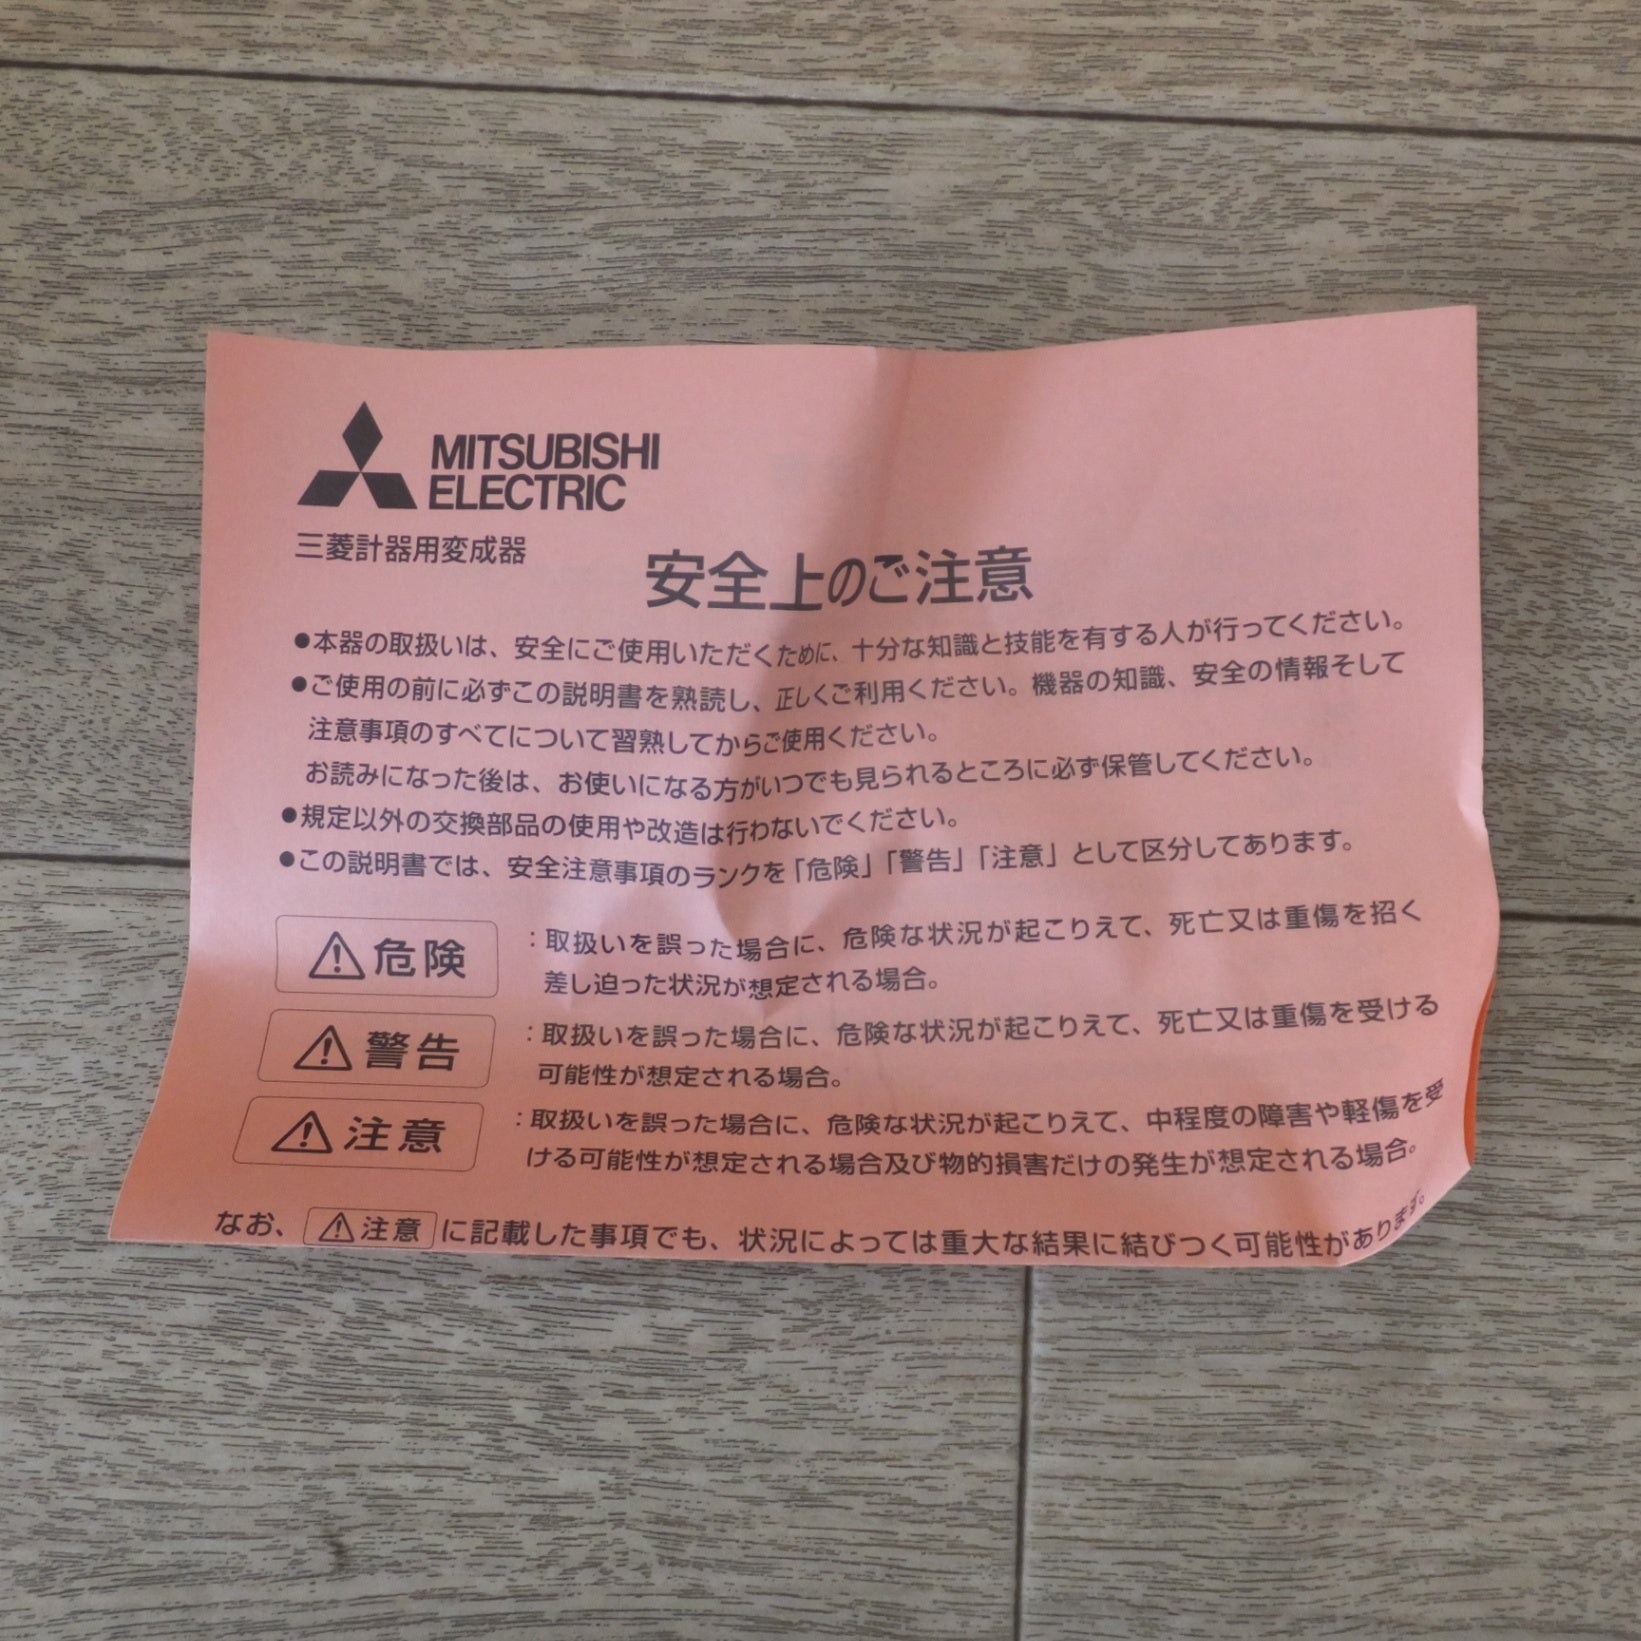 MITSUBISHI
ELECTRIC
三菱計器用変成器
安全上のご注意
●本器の取扱いは、安全にご使用いただくために、十分な知識と技能を有する人が行ってください。
●ご使用の前に必ずこの説明書を熟読し、正しくご利用ください。機器の知識、安全の情報そして
注意事項のすべてについて習熟してからご使用ください。
お読みになった後は、お使いになる方がいつでも見られるところに必ず保管してください。
●規定以外の交換部品の使用や改造は行わないでください。
●この説明書では、安全注意事項のランクを「危険」「警告」「注意」として区分してあります。
⚠危険 :取扱いを誤った場合に、危険な状況が起こりえて、死亡又は重傷を招く
差し迫った状況が想定される場合。
⚠警告 :取扱いを誤った場合に、危険な状況が起こりえて、死亡又は重傷を受ける
可能性が想定される場合。
⚠注意 :取扱いを誤った場合に、危険な状況が起こりえて、中程度の障害や軽傷を受
ける可能性が想定される場合及び物的損害だけの発生が想定される場合。
なお、⚠注意に記載した事項でも、状況によっては重大な結果に結びつく可能性があります。